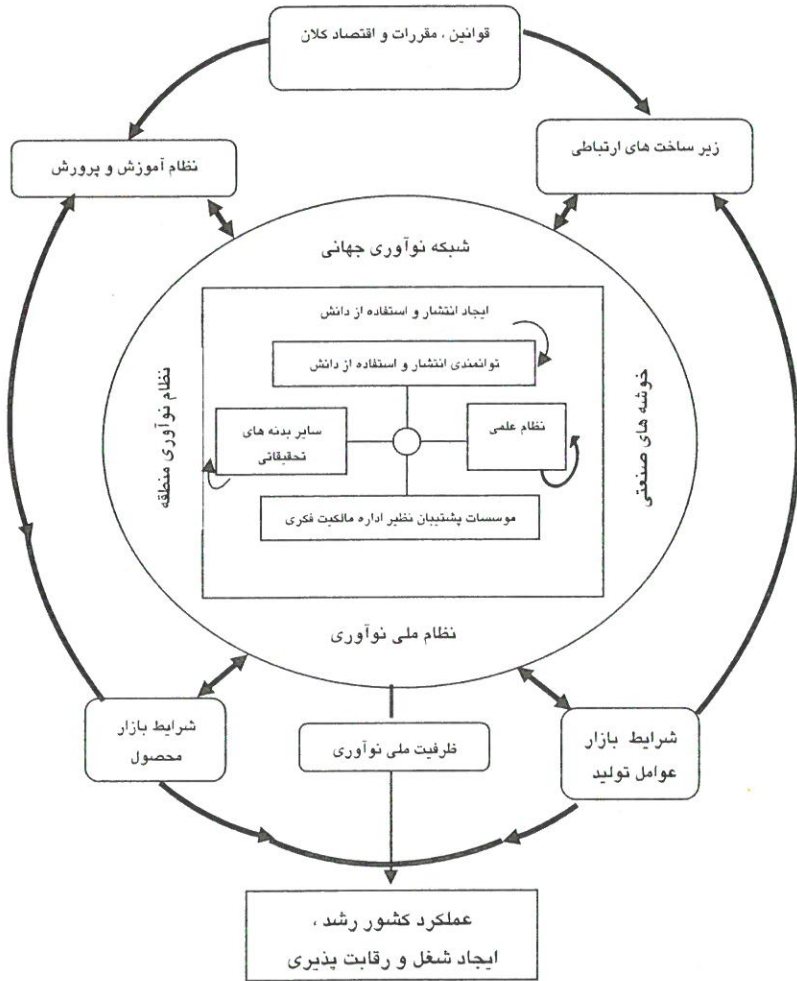 قوانین ، مقررات و اقتصاد کلان
زیر ساخت های ارتباطی
نظام آموزش و پرورش
شبکه نوآوری جهانی
ایجاد انتشار و استفاده از دانش
توانمندی انتشار و استفاده از دانش
خوشه های صنعتی
نظام علمی
سایر بدنه های
تحقیقاتی
نظام نوآوری منطقه
موسسات پشتیبان نظیر اداره مالکیت فکری
نظام ملی نوآوری
شرایط بازار
عوامل تولید
ظرفیت ملی نوآوری
شرایط بازار
محصول
عملکرد کشور رشد ،
ایجاد شغل و رقابت پذیری